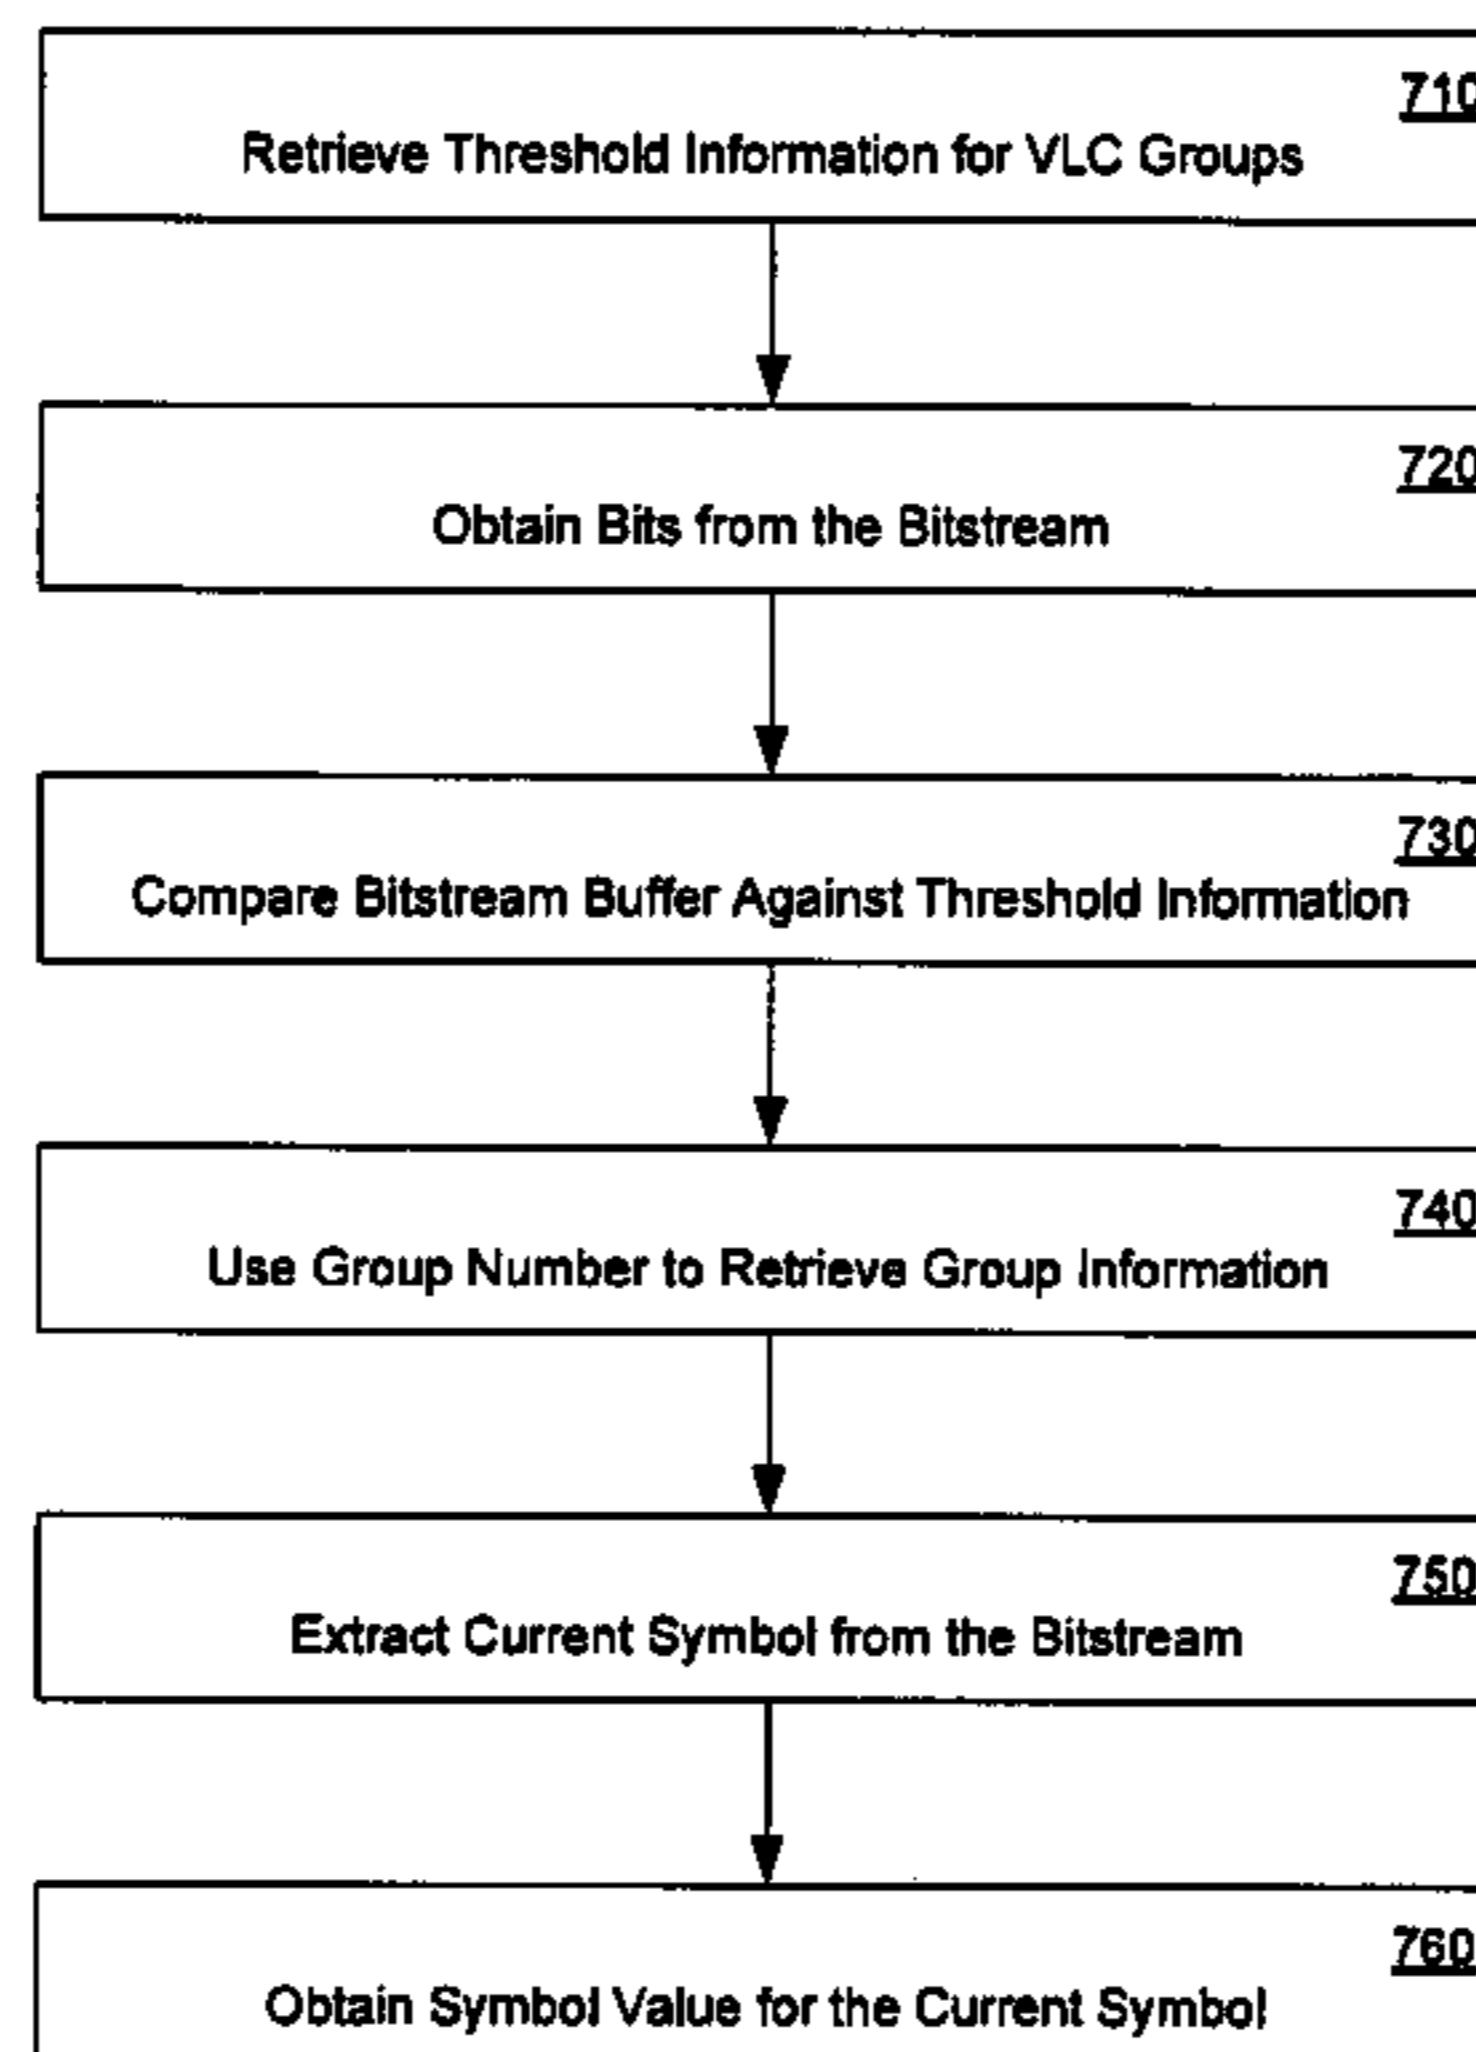 710
Retrieve Threshold Information for VLC Groups
720
Obtain Bits from the Bitstream
730
Compare Bitstream Buffer Against Threshold Information
740
Use Group Number to Retrieve Group Information
750
Extract Current Symbol from the Bitstream
760
Obtain Symbol Value for the Current Symbol